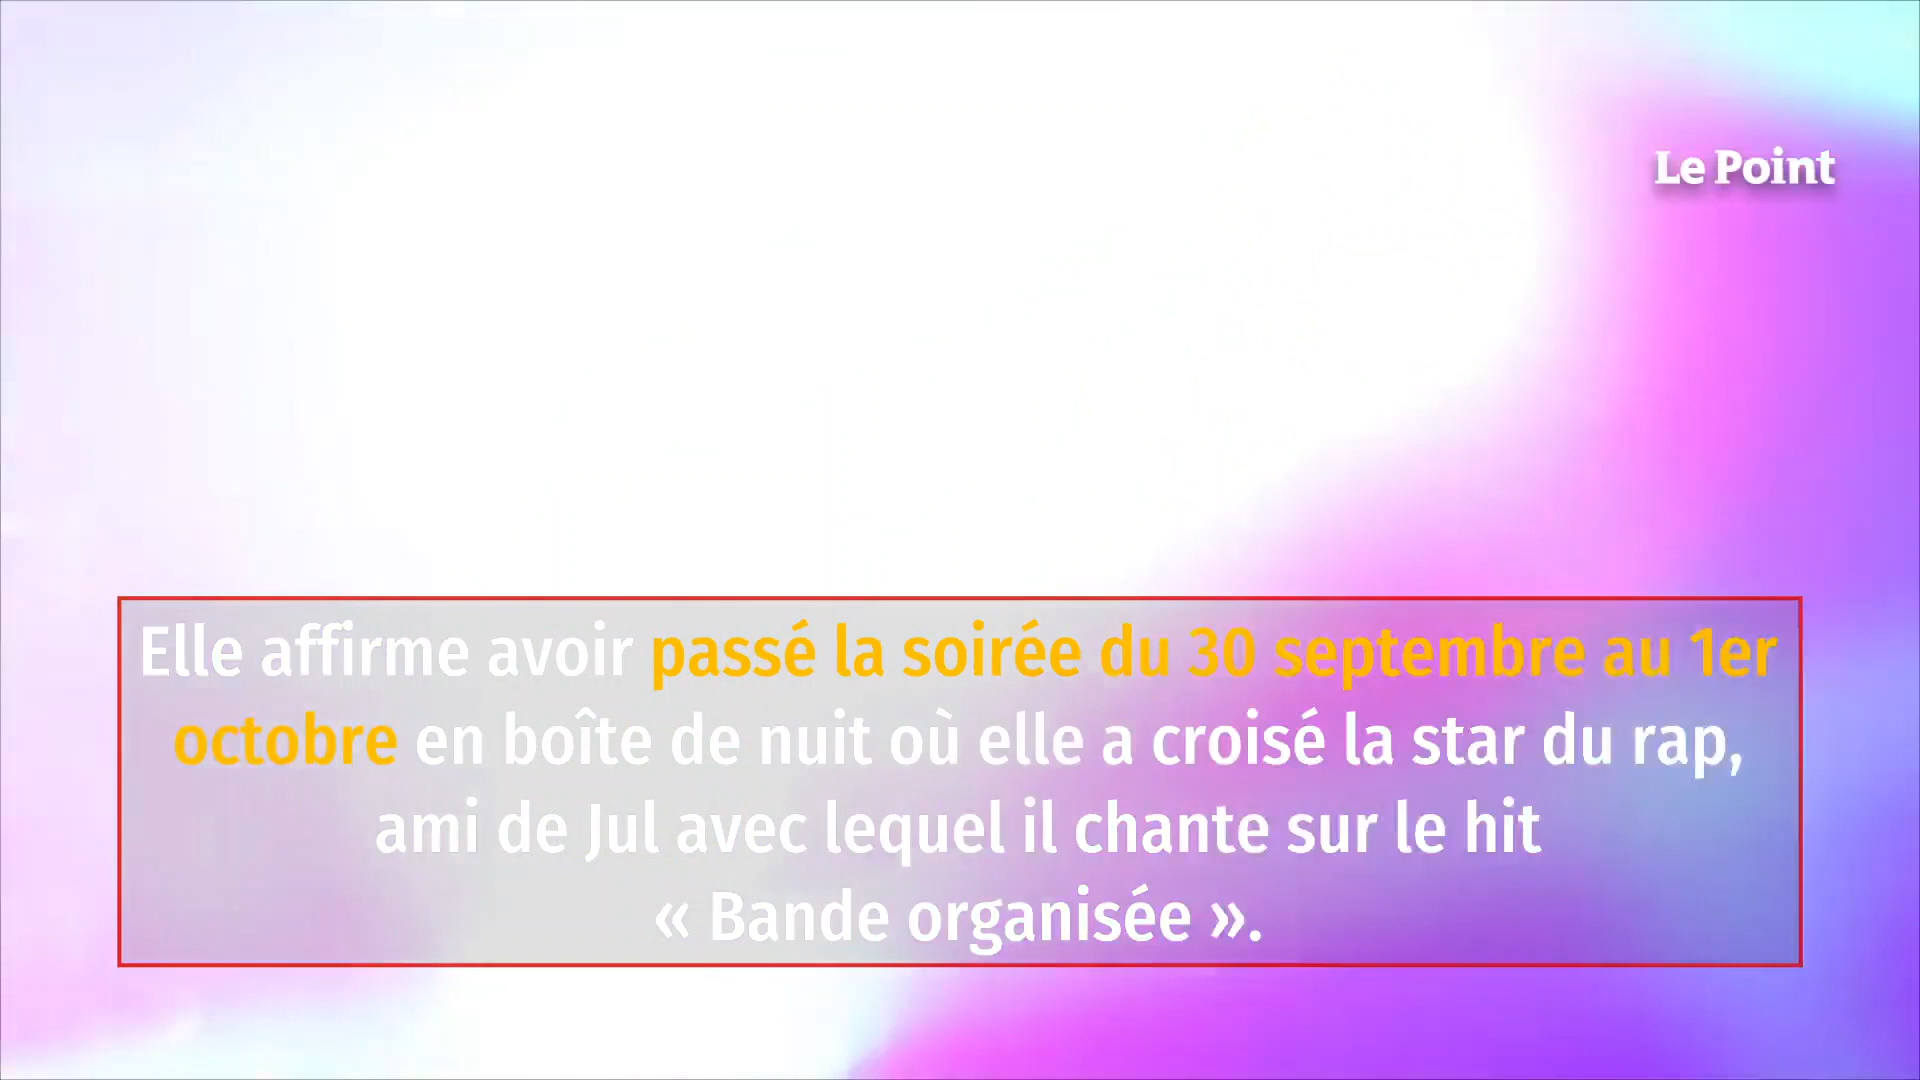 Le Point
Elle affirme avoir passé la soirée du 30 septembre au 1er
octobre en boîte de nuit où elle a croisé la star du rap,
ami de Jul avec lequel il chante sur le hit
« Bande organisée ».